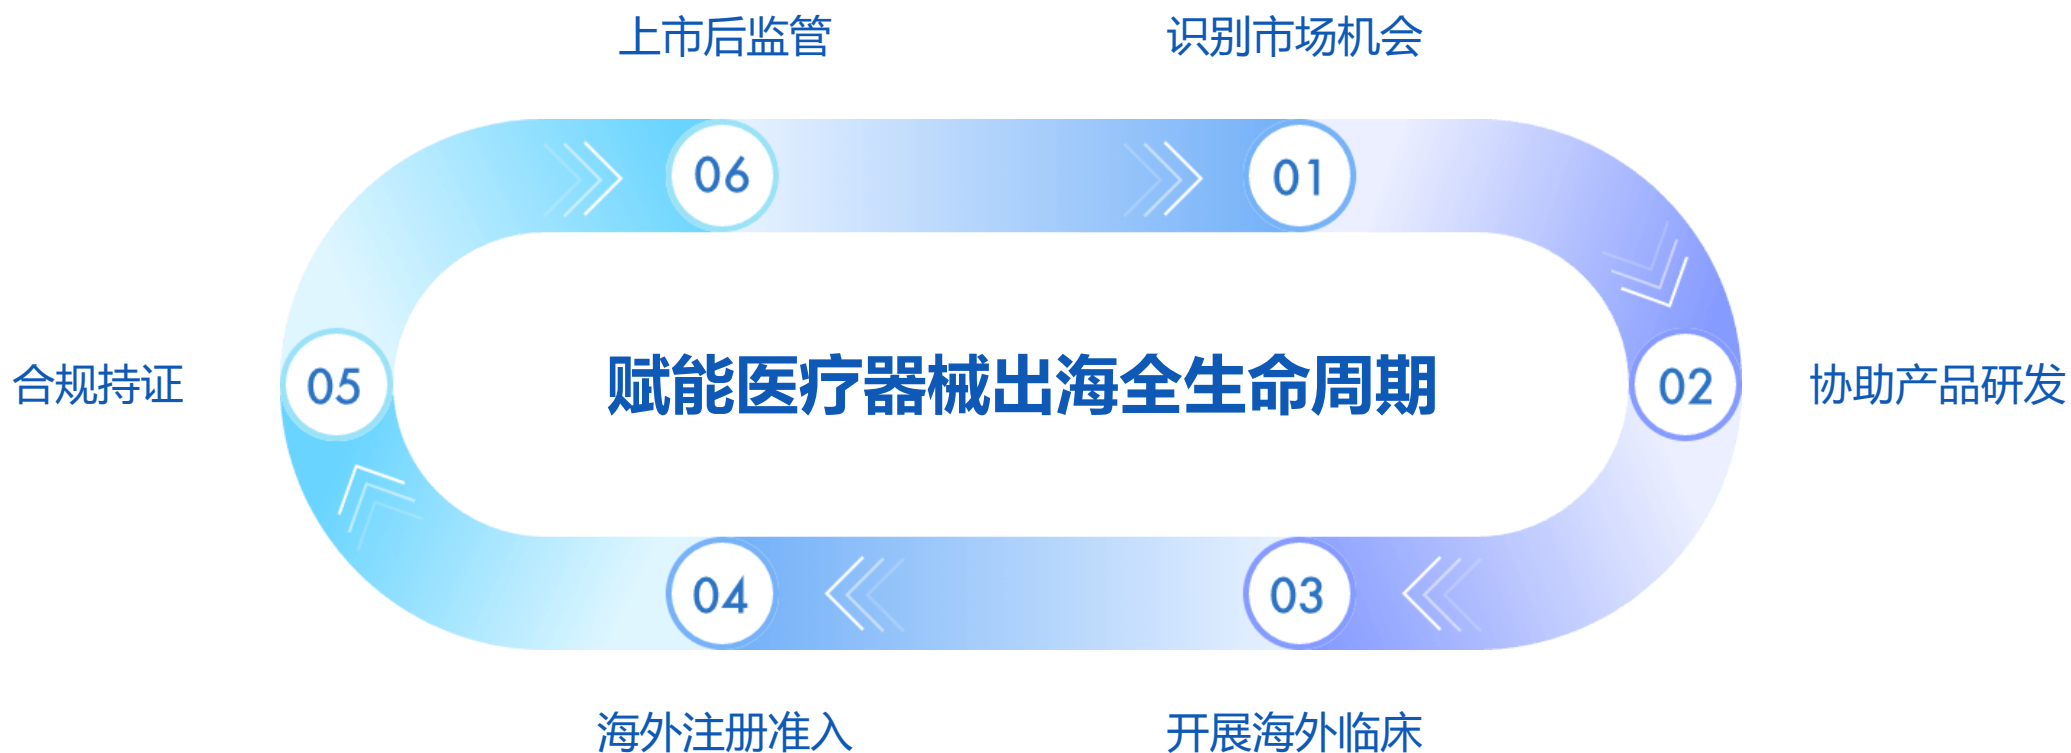 上市后监管
识别市场机会
06
01
合规持证
05
赋能医疗器械出海全生命周期
02
协助产品研发
04
03
海外注册准入
开展海外临床